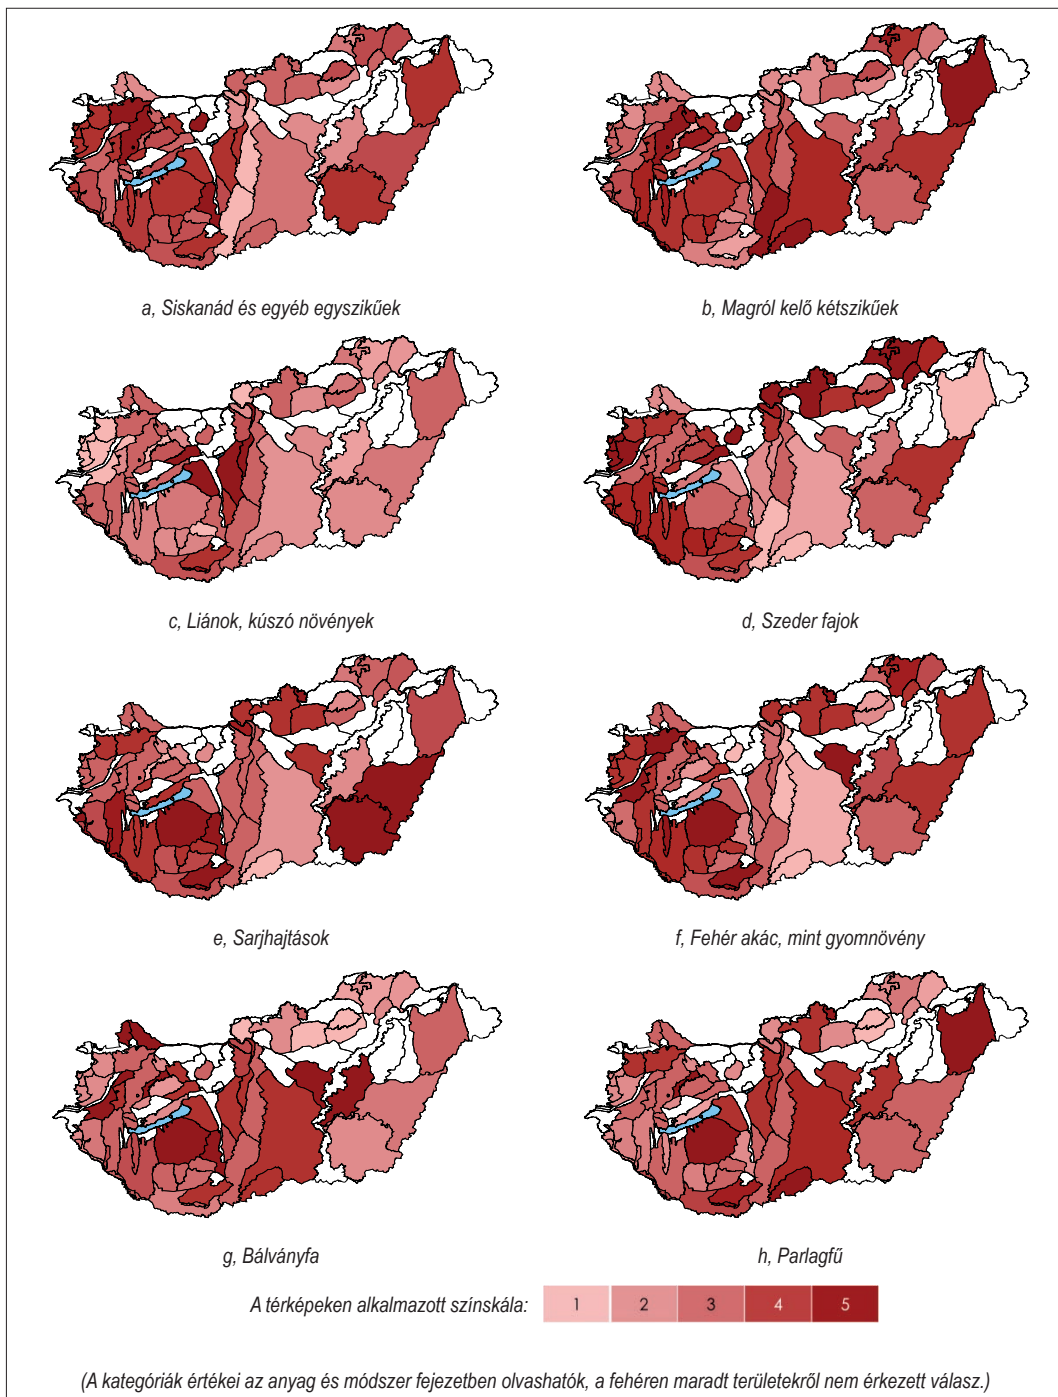 a, Siskanád és egyéb egyszikűek
b, Magról kelő kétszikűek
c, Liánok, kúszó növények
d, Szeder fajok
e, Sarjhajtások
f, Fehér akác, mint gyomnövény
g, Bálványfa
h, Parlagfű
A térképeken alkalmazott színskála: 1 2 3 4 5
(A kategóriák értékei az anyag és módszer fejezetben olvashatók, a fehéren maradt területekről nem érkezett válasz.)